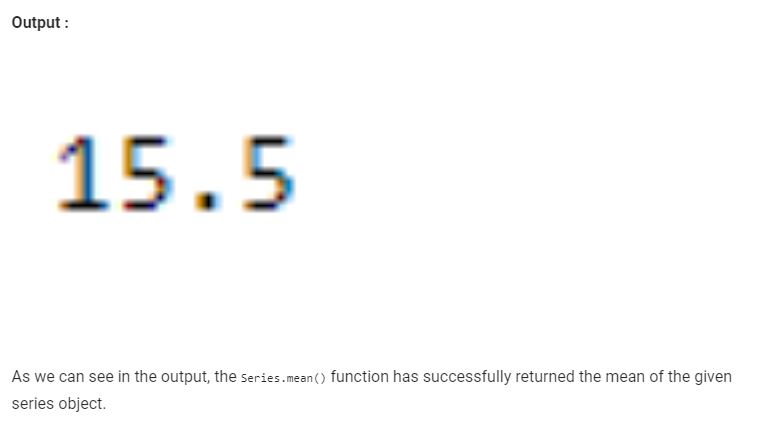 Output :
15.5
As we can see in the output, the Series.mean() function has successfully returned the mean of the given
series object.